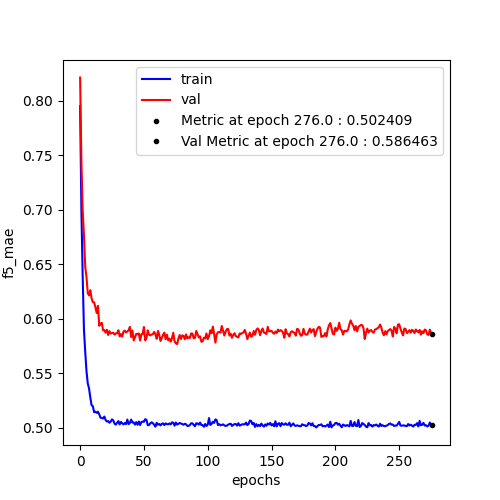 train
val
Metric at epoch 276.0 : 0.502409
Val Metric at epoch 276.0 : 0.586463
0.80
0.75
0.70
0.65
0.60
0.55
0.50
f5_mae
0
50
100
150
200
250
epochs